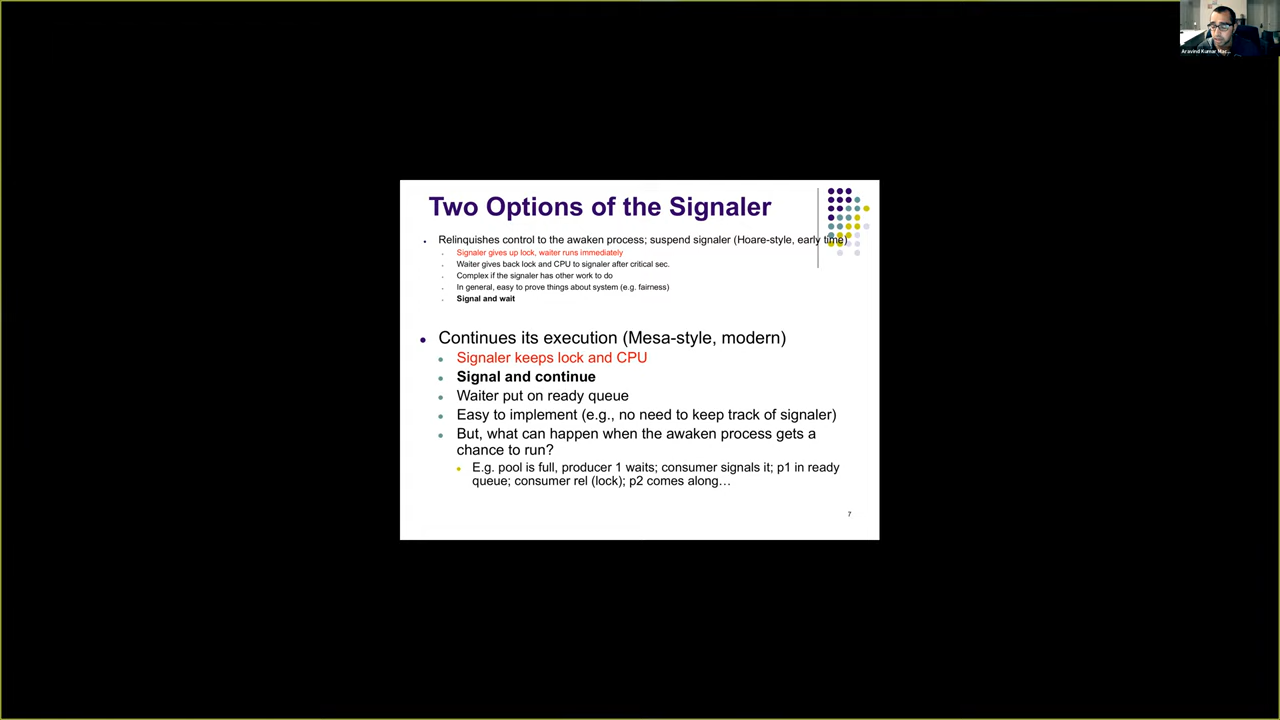 Aravind Kumar Mac...
Two Options of the Signaler
Relinquishes control to the awaken process; suspend signaler (Hoare-style, early time)
Signaler gives up lock, waiter runs immediately
Waiter gives back lock and CPU to signaler after critical sec.
Complex if the signaler has other work to do
In general, easy to prove things about system (e.g. fairness)
Signal and wait
Continues its execution (Mesa-style, modern)
Signaler keeps lock and CPU
Signal and continue
Waiter put on ready queue
Easy to implement (e.g., no need to keep track of signaler)
But, what can happen when the awaken process gets a
chance to run?
E.g. pool is full, producer 1 waits; consumer signals it; p1 in ready
queue; consumer rel (lock); p2 comes along…
7